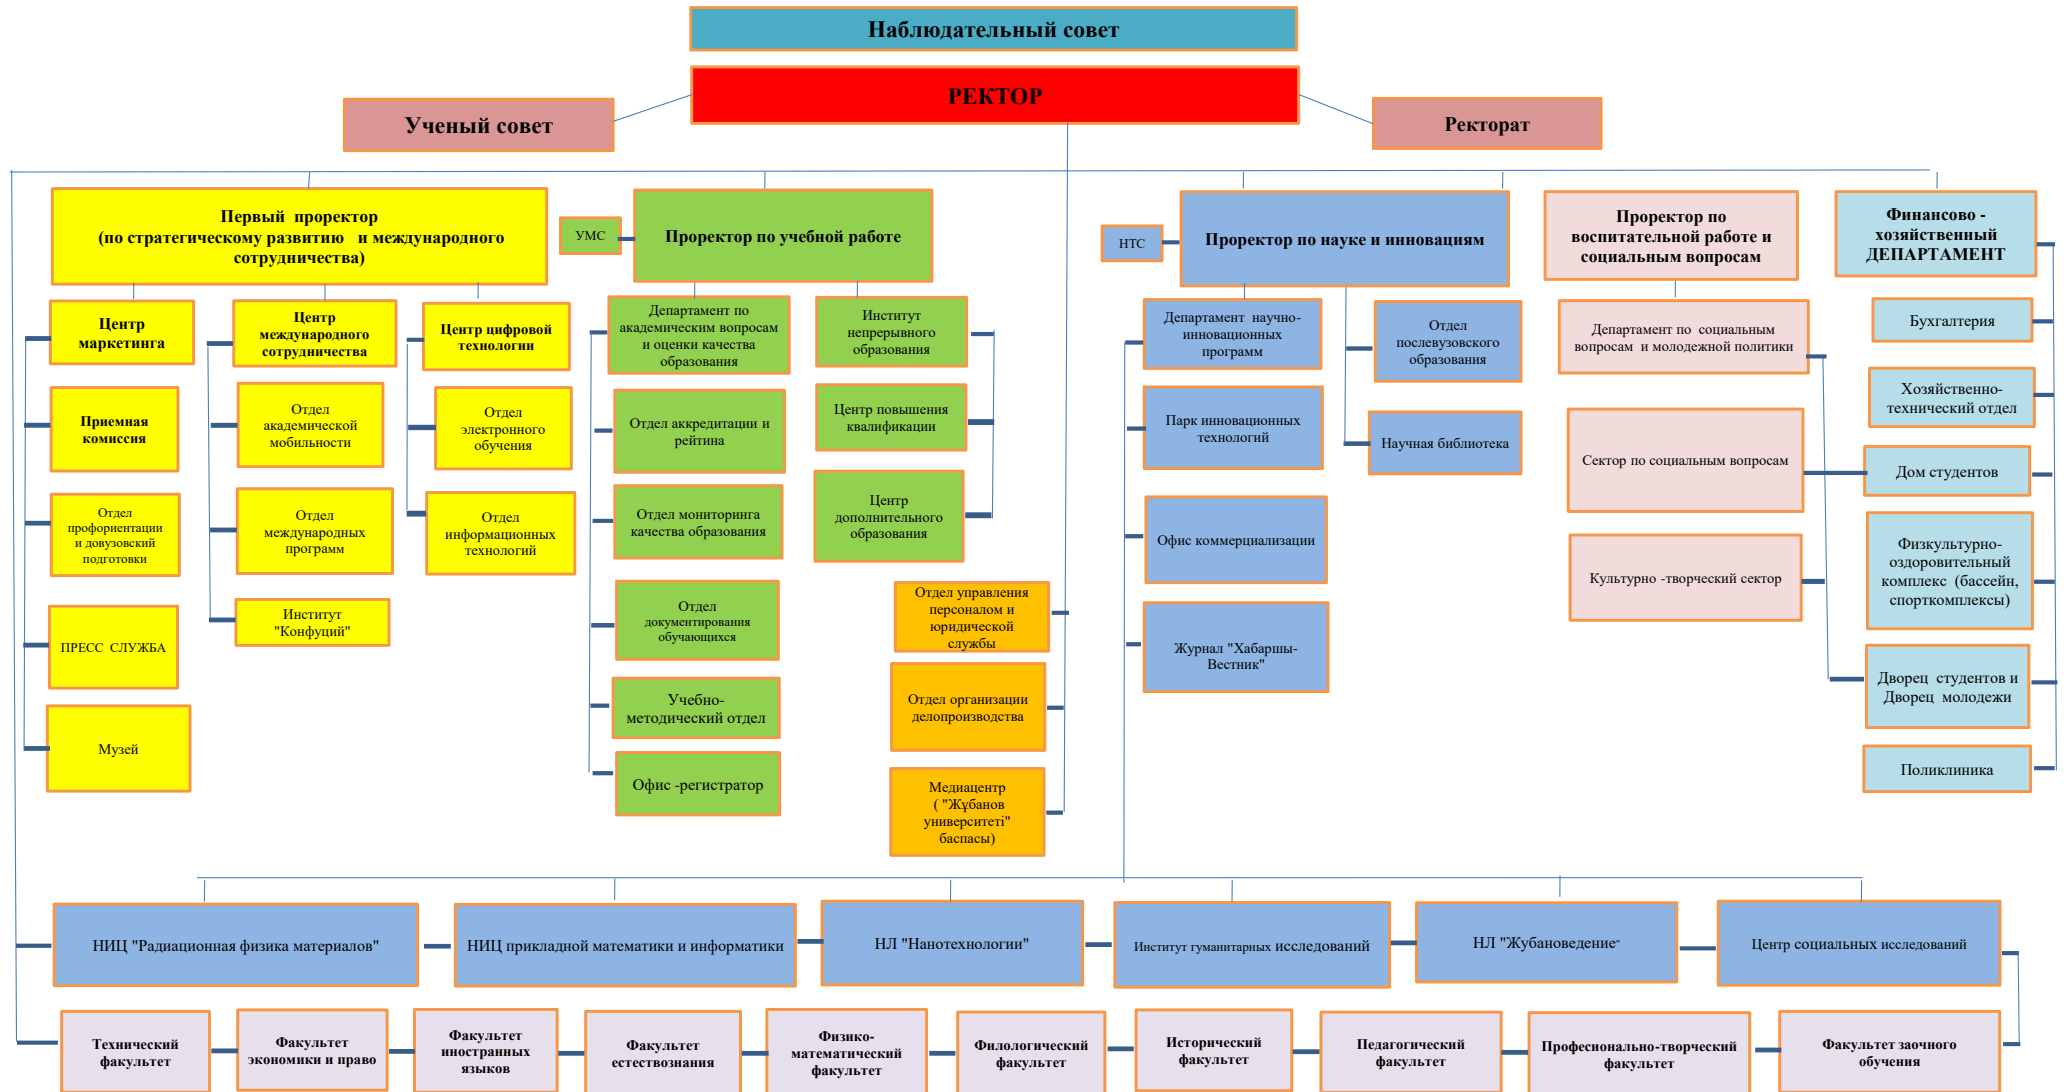 Наблюдательный совет
РЕКТОР
Ученый совет
Ректорат
Первый проректор
(по стратегическому развитию и международного
сотрудничества)
УМС
Проректор по учебной работе
НТС
Проректор по науке и инновациям
Проректор по
воспитательной работе и
социальным вопросам
Финансово -
хозяйственный
ДЕПАРТАМЕНТ
Центр
маркетинга
Приемная
комиссия
Отдел
профориентации
и довузовский
подготовки
ПРЕСС СЛУЖБА
Музей
Центр
международного
сотрудничества
Отдел
академической
мобильности
Отдел
международных
программ
Институт
"Конфуций"
Центр цифровой
технологии
Отдел
электронного
обучения
Отдел
информационных
технологий
Департамент по
академическим вопросам
и оценки качества
образования
Отдел аккредитации и
рейтина
Отдел мониторинга
качества образования
Отдел
документирования
обучающихся
Учебно-
методический отдел
Офис -регистратор
Институт
непрерывного
образования
Центр повышения
квалификации
Центр
дополнительного
образования
Отдел управления
персоналом и
юридической
службы
Отдел организации
делопроизводства
Медиацентр
( "Жұбанов
университеті"
баспасы)
Департамент научно-
инновационных
программ
Парк инновационных
технологий
Офис коммерциализации
Журнал "Хабаршы-
Вестник"
Отдел
послевузовского
образования
Научная библиотека
Департамент по социальным
вопросам и молодежной политики
Сектор по социальным вопросам
Культурно -творческий сектор
Бухгалтерия
Хозяйственно-
технический отдел
Дом студентов
Физкультурно-
оздоровительный
комплекс (бассейн,
спорткомплексы)
Дворец студентов и
Дворец молодежи
Поликлиника
НИЦ "Радиационная физика материалов"
НИЦ прикладной математики и информатики
НЛ "Нанотехнологии"
Институт гуманитарных исследований
НЛ "Жубановедение"
Центр социальных исследований
Технический
факультет
Факультет
экономики и право
Факультет
иностранных
языков
Факультет
естествознания
Физико-
математический
факультет
Филологический
факультет
Исторический
факультет
Педагогический
факультет
Професионально-творческий
факультет
Факультет заочного
обучения